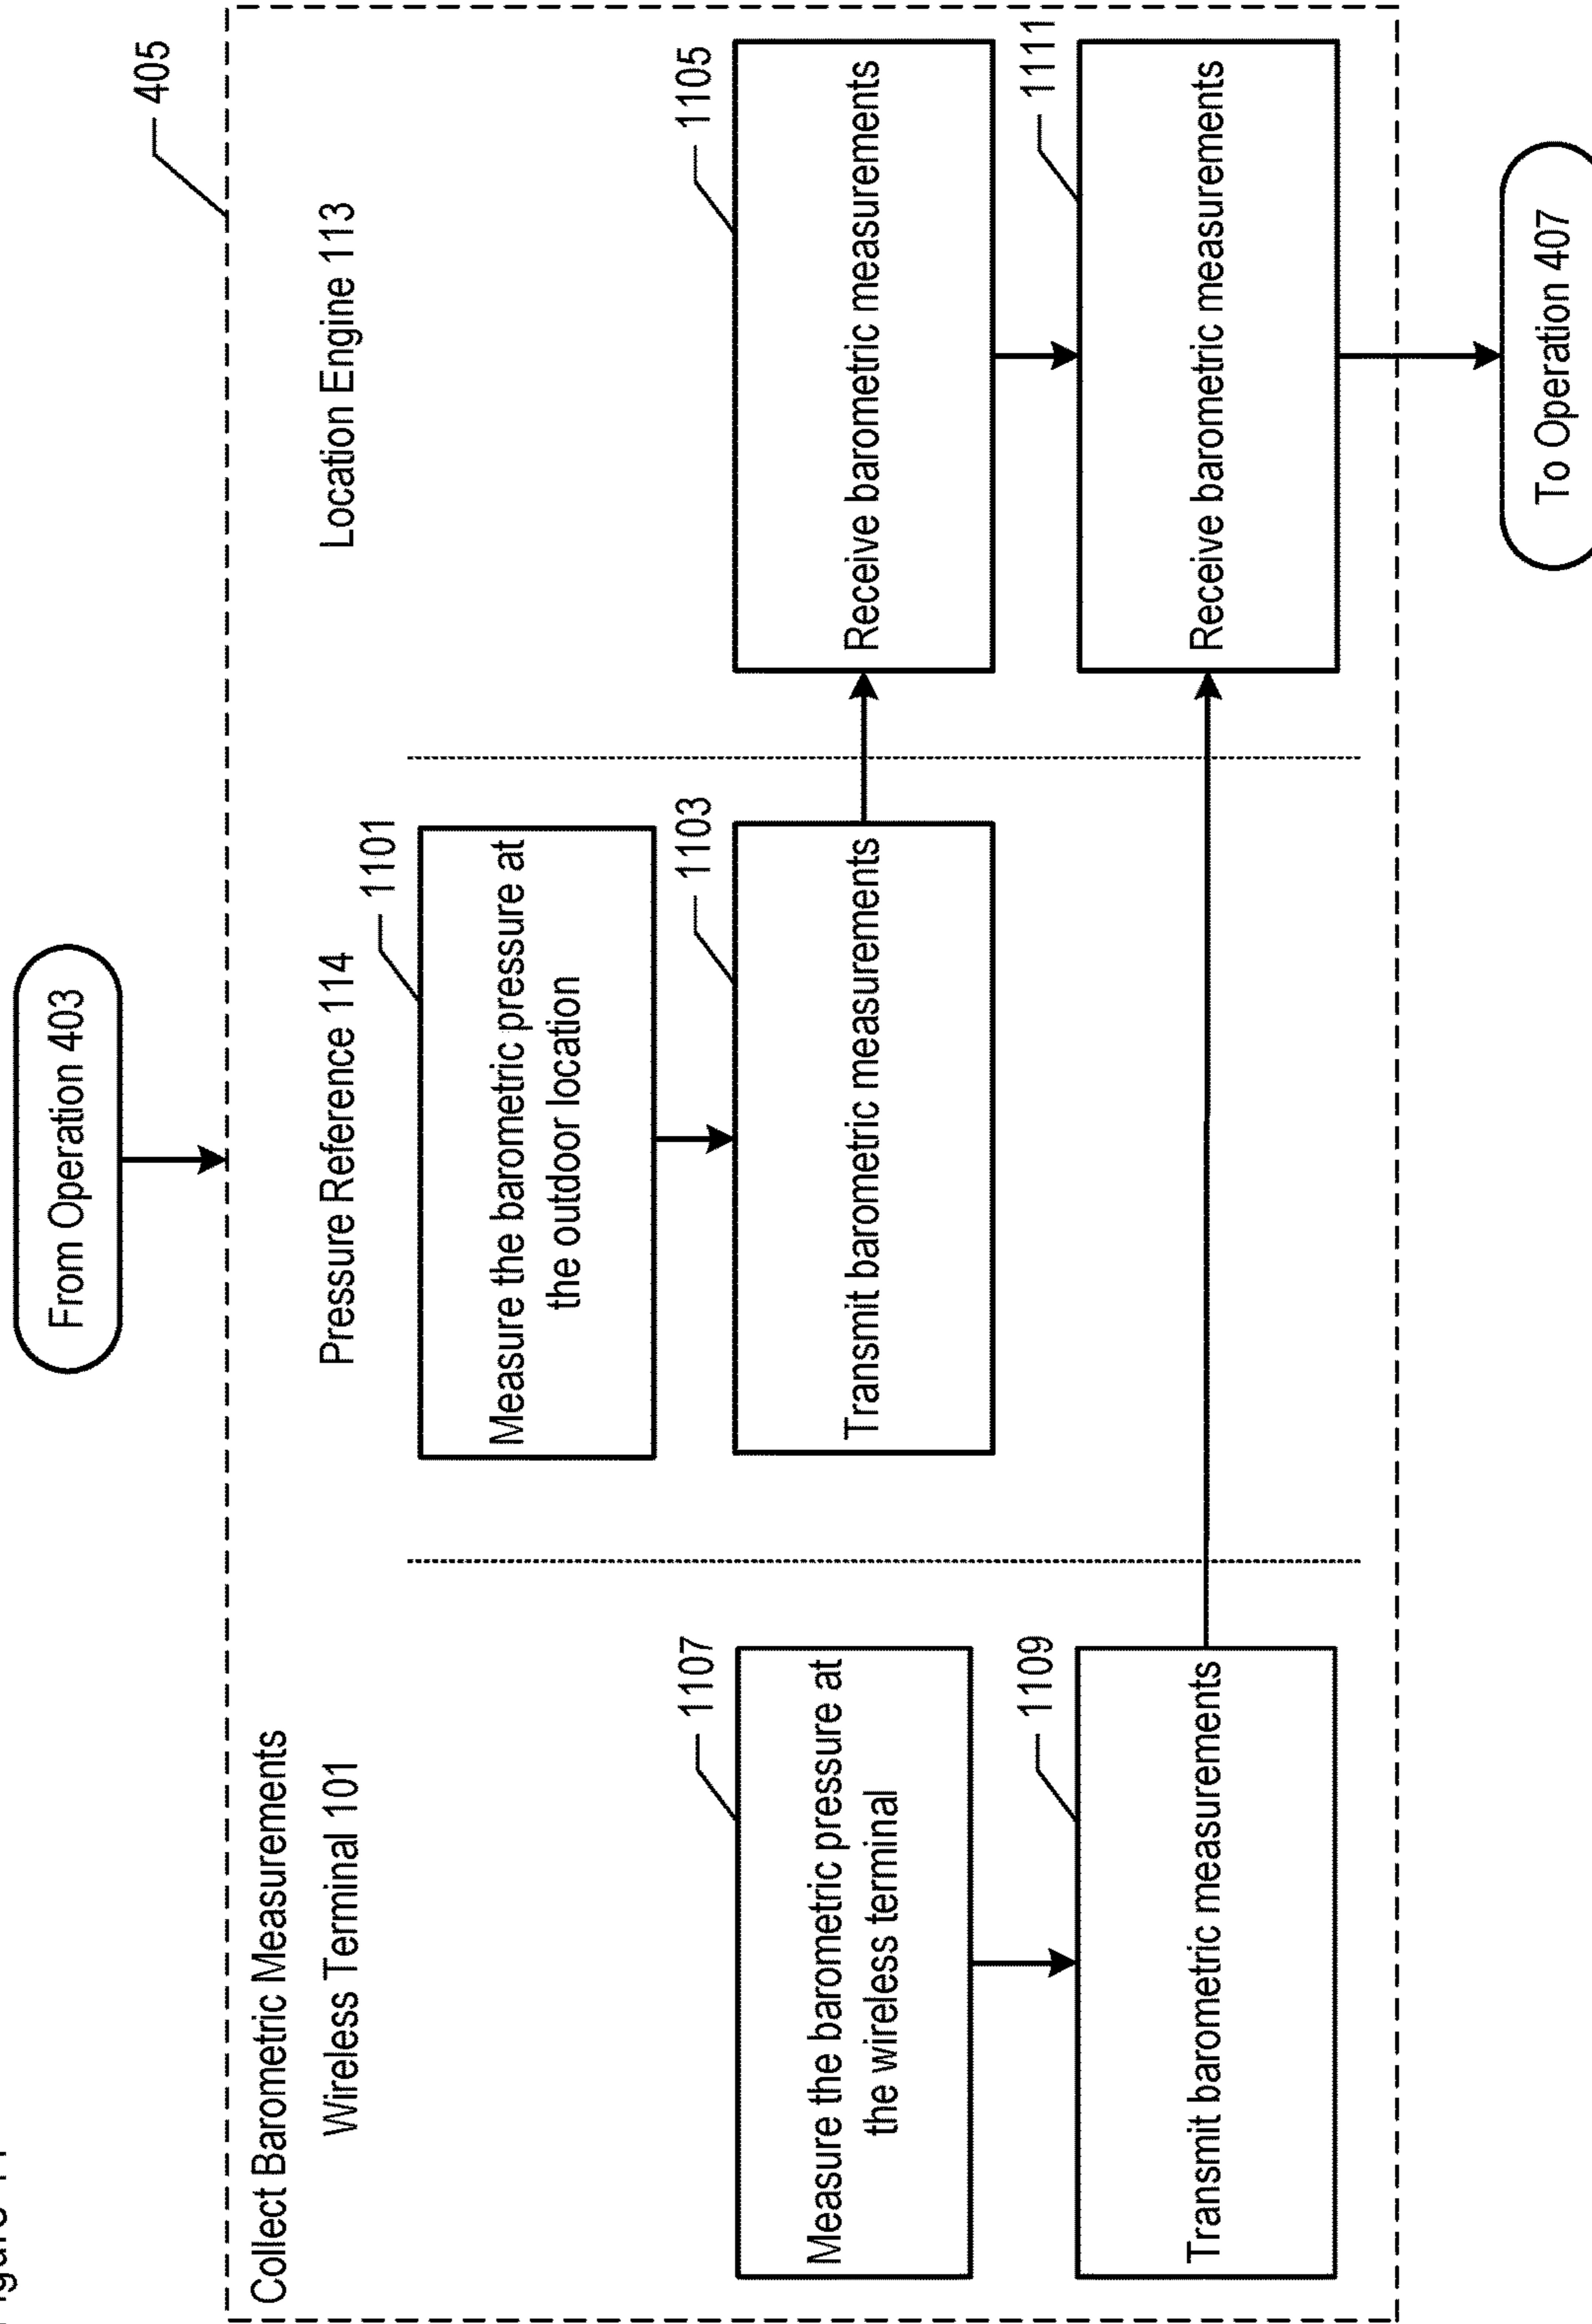 From Operation 403
405
Collect Barometric Measurements
Wireless Terminal 101
Pressure Reference 114
Location Engine 113
1101
Measure the barometric pressure at
the outdoor location
1107
Measure the barometric pressure at
the wireless terminal
1103
Transmit barometric measurements
1105
Receive barometric measurements
1109
Transmit barometric measurements
1111
Receive barometric measurements
To Operation 407